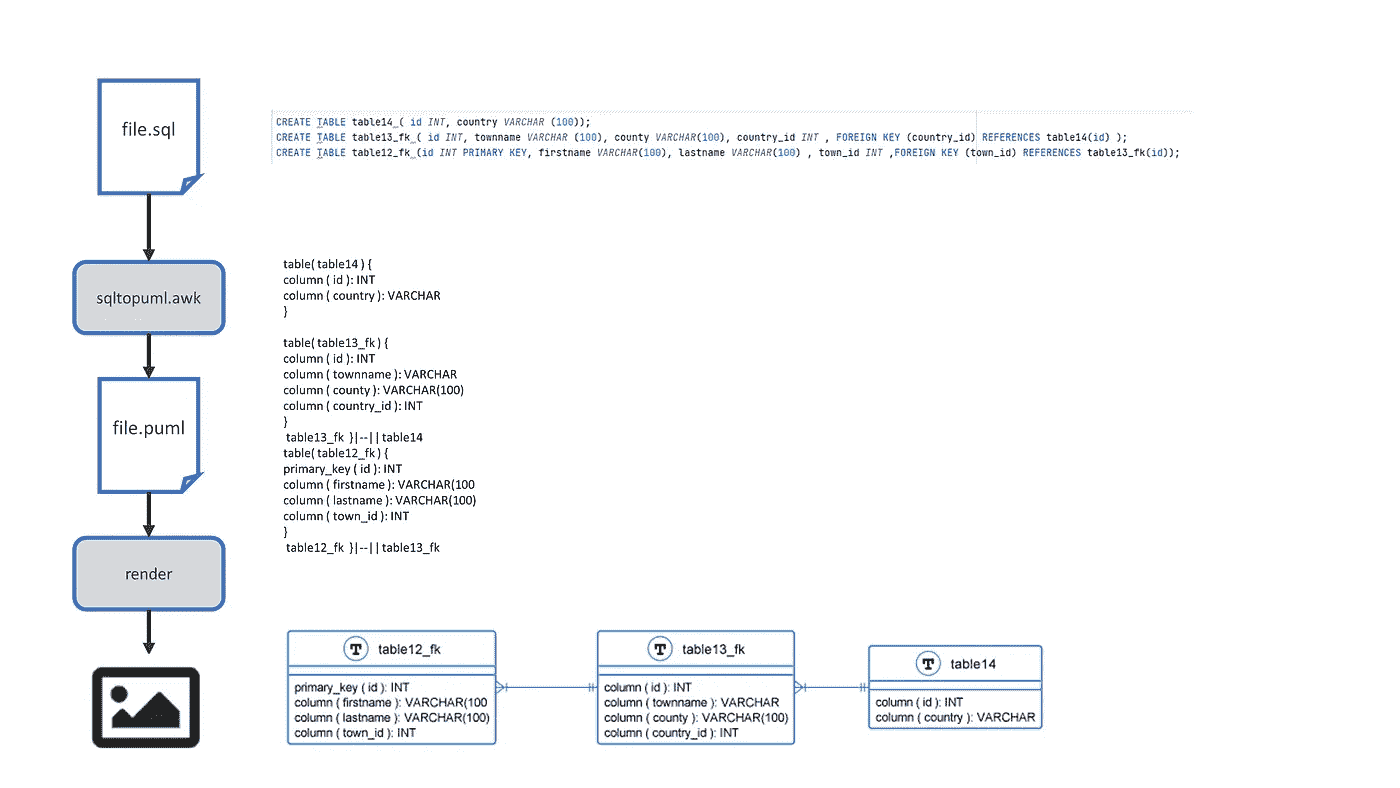 file.sql
CREATE TABLE table14_( id INT, country VARCHAR (100));
CREATE TABLE table13_fk_( id INT, townname VARCHAR (100), county VARCHAR(100), country_id INT , FOREIGN KEY (country_id) REFERENCES table14(id) );
CREATE TABLE table12_fk_(id INT PRIMARY KEY, firstname VARCHAR(100), lastname VARCHAR(100) , town_id INT ,FOREIGN KEY (town_id) REFERENCES table13_fk(id));
sqltopuml.awk
table( table14 ) {
column ( id ): INT
column ( country ): VARCHAR
}
table( table13_fk ) {
column ( id ): INT
column ( townname ): VARCHAR
column ( county ): VARCHAR(100)
column ( country_id ): INT
}
table13_fk }|--|| table14
table( table12_fk ) {
primary_key ( id ): INT
column ( firstname ): VARCHAR(100
column ( lastname ): VARCHAR(100)
column ( town_id ): INT
}
table12_fk }|--|| table13_fk
file.puml
render
T table12_fk
primary_key ( id ): INT
column ( firstname ): VARCHAR(100
column ( lastname ): VARCHAR(100)
column ( town_id ): INT
T table13_fk
column ( id ): INT
column ( townname ): VARCHAR
column ( county ): VARCHAR(100)
column ( country_id ): INT
T table14
column ( id ): INT
column ( country ): VARCHAR